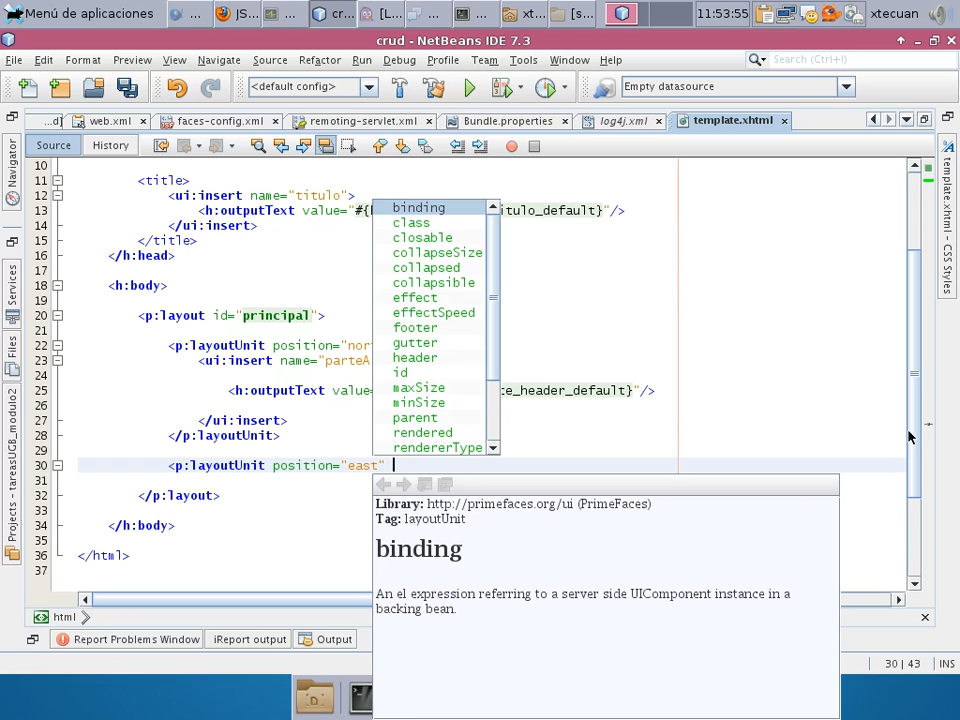 Menú de aplicaciones
...
JS...
...
cr...
[L...
...
...
xt...
[s...
11:53:55
xtecuan
crud - NetBeans IDE 7.3
File Edit Format Preview View Navigate Source Refactor Run Debug Profile Team Tools Window Help
Search (Ctrl+I)
<default config>
Empty datasource
...d]
web.xml
faces-config.xml
remoting-servlet.xml
Bundle.properties
log4j.xml
template.xhtml
Source History
Navigator
Services
Files
Projects - tareasUGB_modulo2
template.xhtml - CSS Styles
10
11 <title>
12 <ui:insert name="titulo">
13 <h:outputText value="#{ itulo_default}"/>
14 </ui:insert>
15 </title>
16 </h:head>
17
18 <h:body>
19
20 <p:layout id="principal">
21
22 <p:layoutUnit position="nor
23 <ui:insert name="parteA
24
25 <h:outputText value= te_header_default}"/>
26
27 </ui:insert>
28 </p:layoutUnit>
29
30 <p:layoutUnit position="east"
31
32 </p:layout>
33
34 </h:body>
35
36 </html>
37
binding
class
closable
collapseSize
collapsed
collapsible
effect
effectSpeed
footer
gutter
header
id
maxSize
minSize
parent
rendered
rendererType
Library: http://primefaces.org/ui (PrimeFaces)
Tag: layoutUnit
binding
An el expression referring to a server side UIComponent instance in a
backing bean.
html
Report Problems Window
iReport output
Output
30 | 43 INS